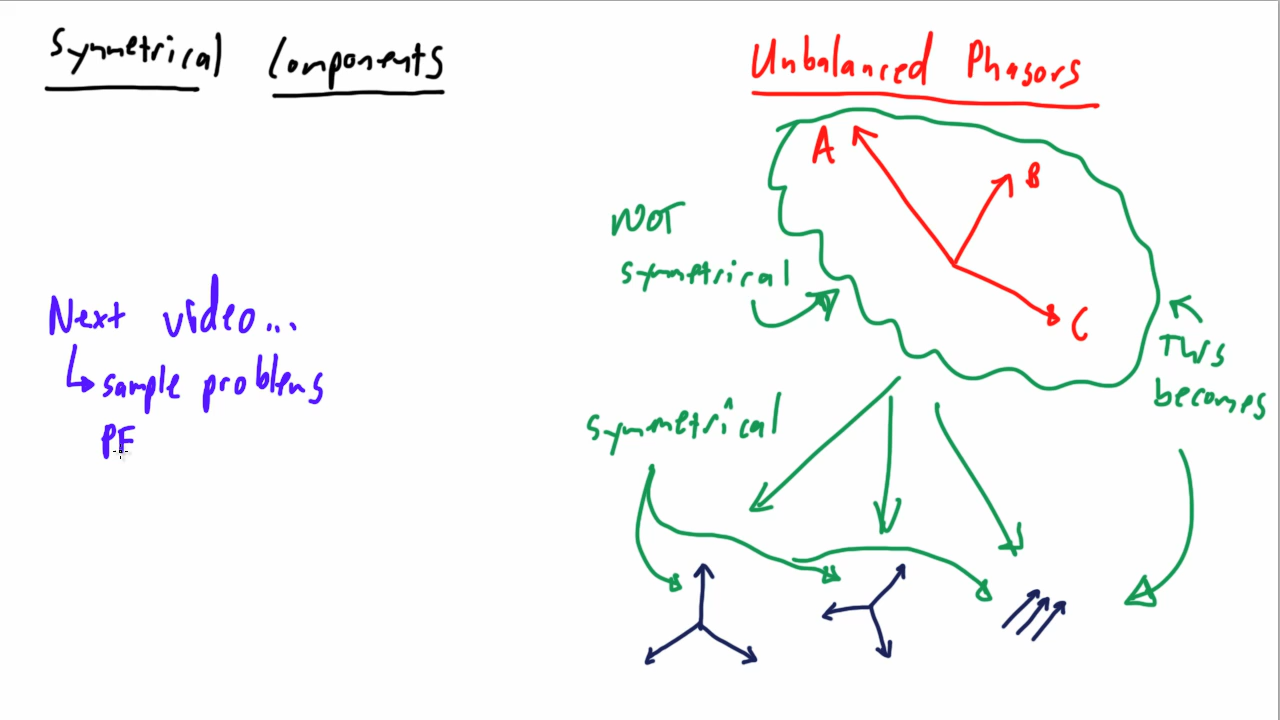 Symmetrical Components
Next video...
sample problems
PF
Unbalanced Phasors
A
B
C
NOT
symmetrical
This
becomes
symmetrical